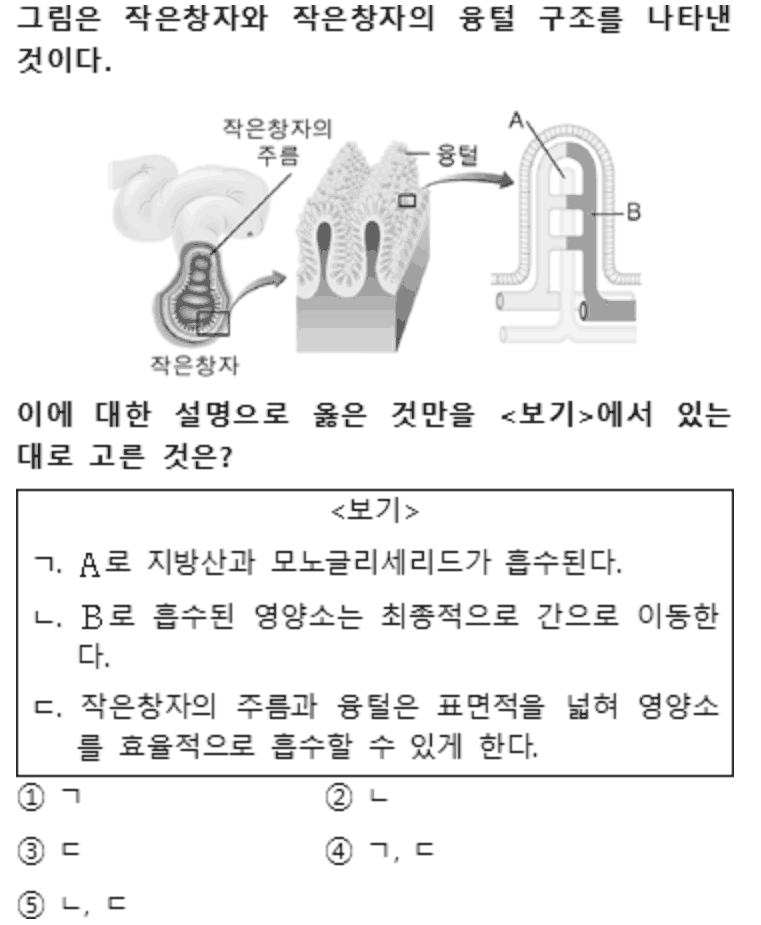 그림은 작은창자와 작은창자의 융털 구조를 나타낸
것이다.
작은창자의
주름
융털
A
B
작은창자
이에 대한 설명으로 옳은 것만을 <보기>에서 있는
대로 고른 것은?
<보기>
ㄱ. A로 지방산과 모노글리세리드가 흡수된다.
ㄴ. B로 흡수된 영양소는 최종적으로 간으로 이동한
다.
ㄷ. 작은창자의 주름과 융털은 표면적을 넓혀 영양소
를 효율적으로 흡수할 수 있게 한다.
① ㄱ ② ㄴ
③ ㄷ ④ ㄱ, ㄷ
⑤ ㄴ, ㄷ